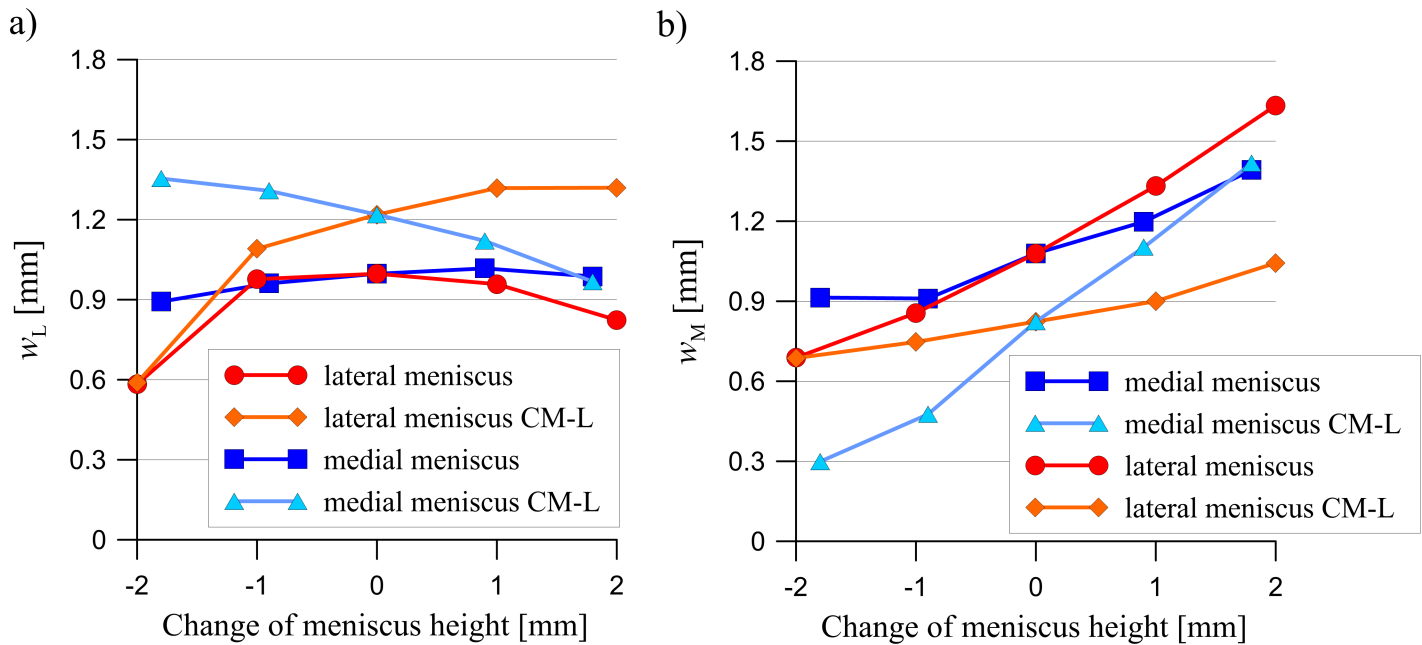 a)
1.8
1.5
1.2
0.9
0.6
0.3
0
-2
-1
0
1
2
wL [mm]
Change of meniscus height [mm]
lateral meniscus
lateral meniscus CM-L
medial meniscus
medial meniscus CM-L
b)
1.8
1.5
1.2
0.9
0.6
0.3
0
-2
-1
0
1
2
wM [mm]
Change of meniscus height [mm]
medial meniscus
medial meniscus CM-L
lateral meniscus
lateral meniscus CM-L